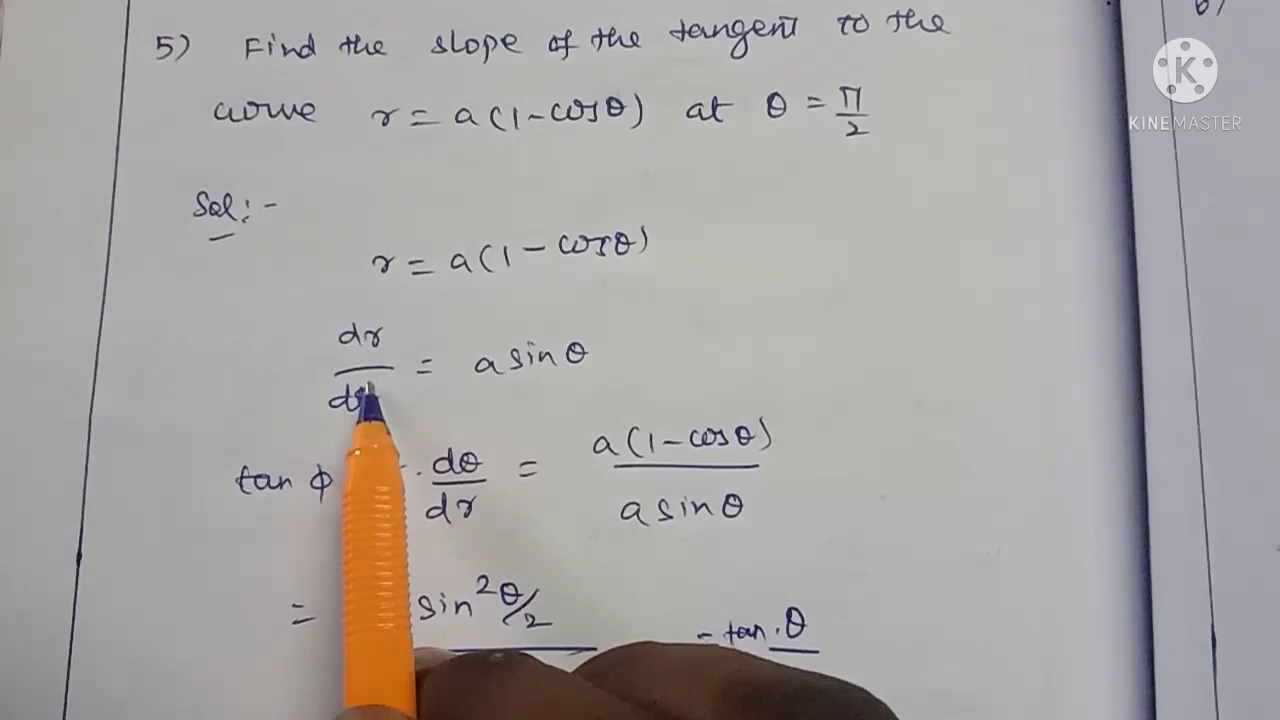 5) Find the slope of the tangent to the
curve r = a(1-cosθ) at θ = π/2
KINEMASTER
Sol:-
r = a(1-cosθ)
dr/dθ = a sinθ
tan φ . dθ/dr = a(1-cosθ)/a sinθ
= sin²θ/2 = tan. θ